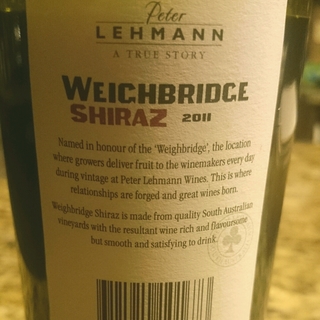 Peter
LEHMANN
A TRUE STORY
WEIGHBRIDGE
SHIRAZ 2011
Named in honour of the 'Weighbridge', the location
where growers deliver fruit to the winemakers every day
during vintage at Peter Lehmann Wines. This is where
relationships are forged and great wines born.
Weighbridge Shiraz is made from quality South Australian
vineyards with the resultant wine rich and flavoursome
but smooth and satisfying to drink.